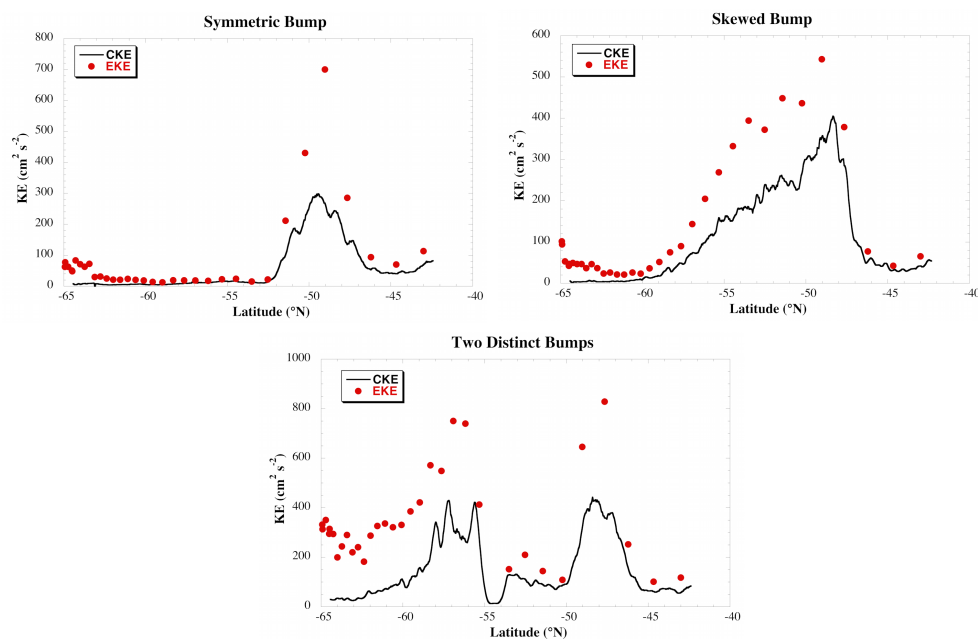 Symmetric Bump
800
700
600
500
400
300
200
100
0
KE (cm² s⁻²)
CKE
EKE
-65 -60 -55 -50 -45 -40
Latitude (°N)
Skewed Bump
600
500
400
300
200
100
0
KE (cm² s⁻²)
CKE
EKE
-65 -60 -55 -50 -45 -40
Latitude (°N)
Two Distinct Bumps
1000
800
600
400
200
0
KE (cm² s⁻²)
CKE
EKE
-65 -60 -55 -50 -45 -40
Latitude (°N)